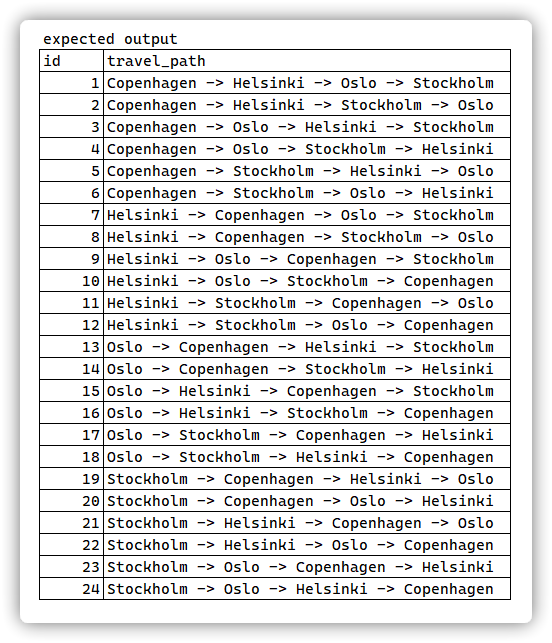 expected output
id travel_path
1 Copenhagen -> Helsinki -> Oslo -> Stockholm
2 Copenhagen -> Helsinki -> Stockholm -> Oslo
3 Copenhagen -> Oslo -> Helsinki -> Stockholm
4 Copenhagen -> Oslo -> Stockholm -> Helsinki
5 Copenhagen -> Stockholm -> Helsinki -> Oslo
6 Copenhagen -> Stockholm -> Oslo -> Helsinki
7 Helsinki -> Copenhagen -> Oslo -> Stockholm
8 Helsinki -> Copenhagen -> Stockholm -> Oslo
9 Helsinki -> Oslo -> Copenhagen -> Stockholm
10 Helsinki -> Oslo -> Stockholm -> Copenhagen
11 Helsinki -> Stockholm -> Copenhagen -> Oslo
12 Helsinki -> Stockholm -> Oslo -> Copenhagen
13 Oslo -> Copenhagen -> Helsinki -> Stockholm
14 Oslo -> Copenhagen -> Stockholm -> Helsinki
15 Oslo -> Helsinki -> Copenhagen -> Stockholm
16 Oslo -> Helsinki -> Stockholm -> Copenhagen
17 Oslo -> Stockholm -> Copenhagen -> Helsinki
18 Oslo -> Stockholm -> Helsinki -> Copenhagen
19 Stockholm -> Copenhagen -> Helsinki -> Oslo
20 Stockholm -> Copenhagen -> Oslo -> Helsinki
21 Stockholm -> Helsinki -> Copenhagen -> Oslo
22 Stockholm -> Helsinki -> Oslo -> Copenhagen
23 Stockholm -> Oslo -> Copenhagen -> Helsinki
24 Stockholm -> Oslo -> Helsinki -> Copenhagen